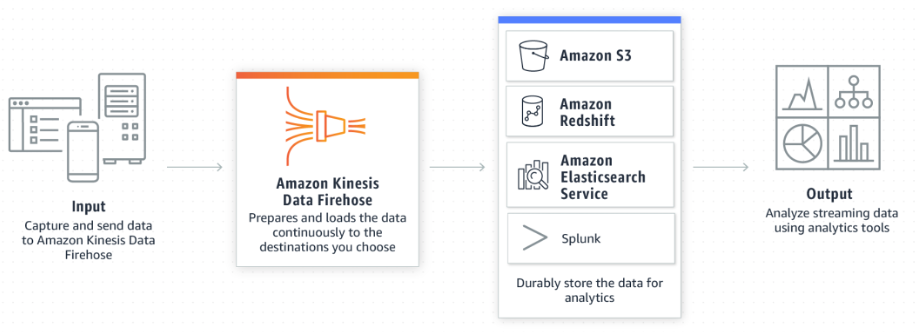 Input
Capture and send data
to Amazon Kinesis Data
Firehose
Amazon Kinesis
Data Firehose
Prepares and loads the data
continuously to the
destinations you choose
Amazon S3
Amazon
Redshift
Amazon
Elasticsearch
Service
Splunk
Durably store the data for
analytics
Output
Analyze streaming data
using analytics tools